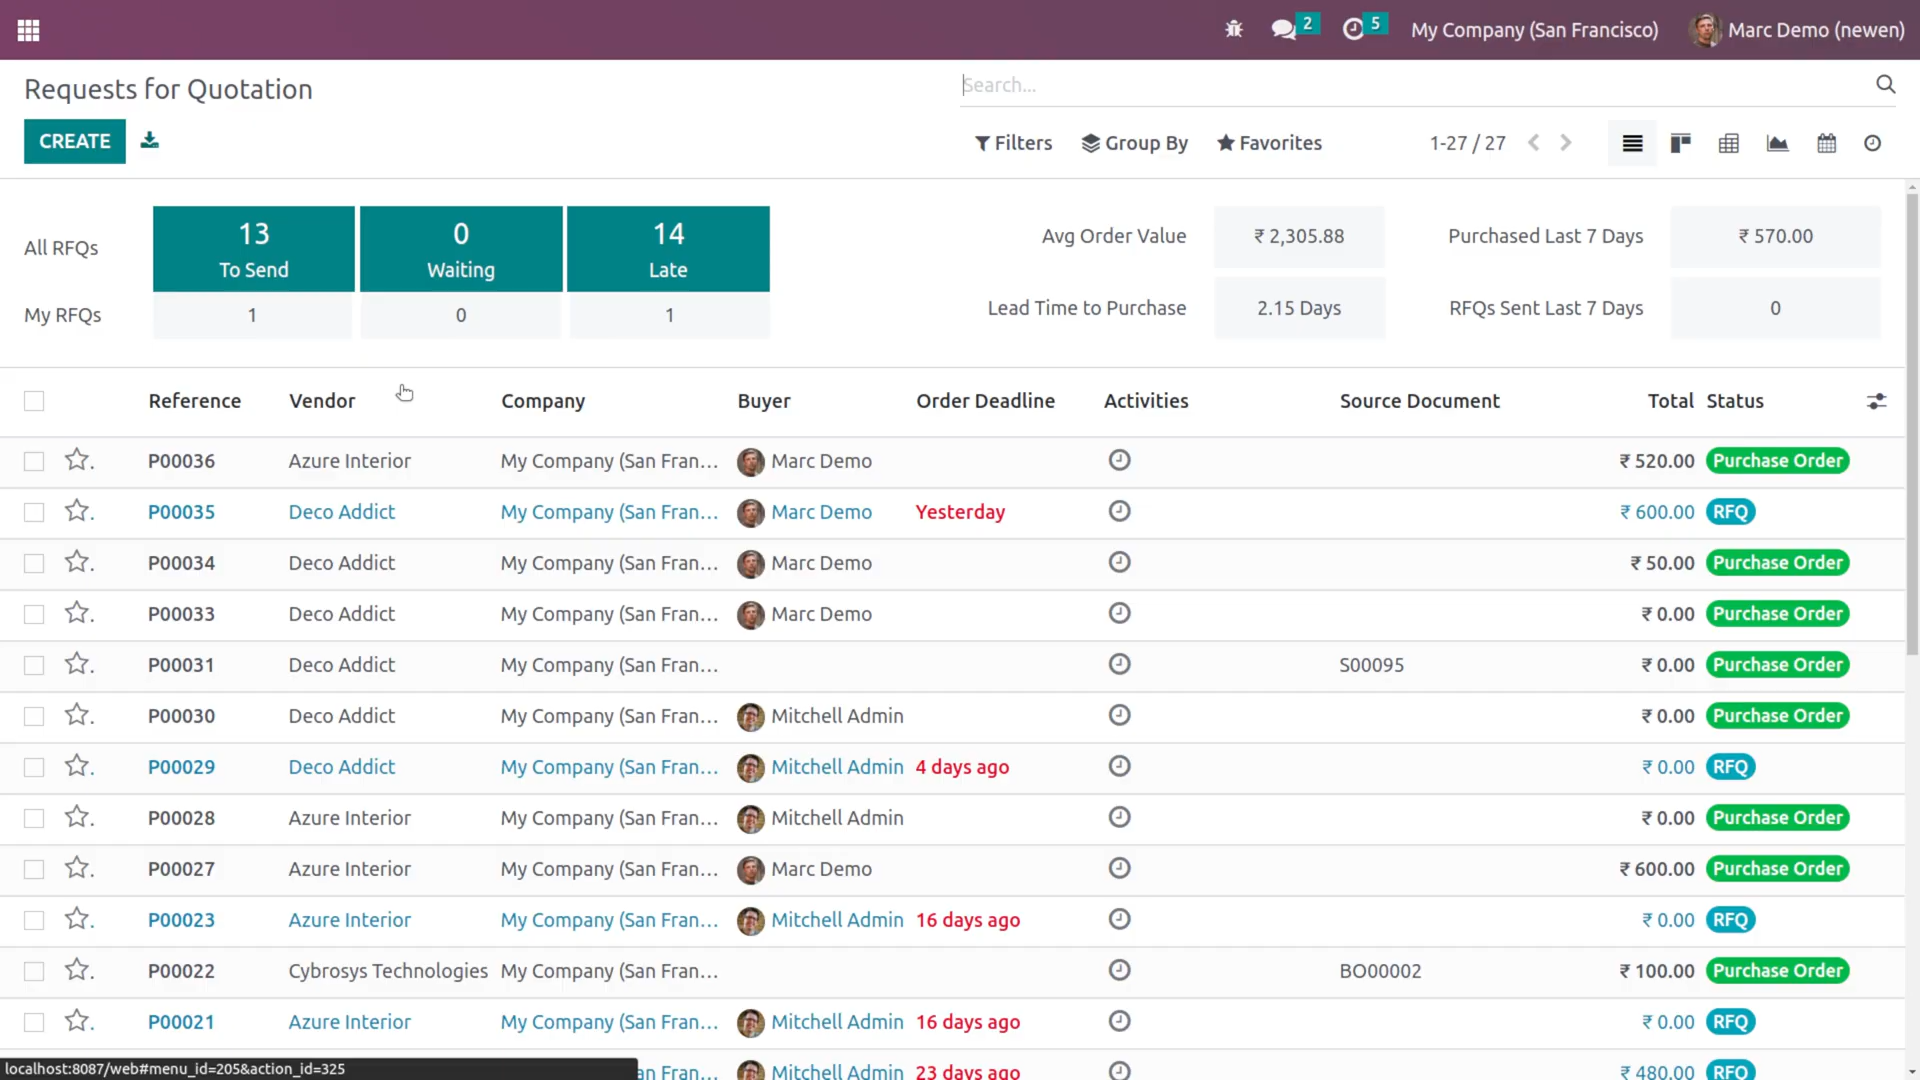 2 5 My Company (San Francisco) Marc Demo (newen)
Requests for Quotation
Search...
CREATE
Filters Group By Favorites 1-27 / 27
All RFQs 13 To Send 0 Waiting 14 Late
My RFQs 1 0 1
Avg Order Value ₹ 2,305.88 Purchased Last 7 Days ₹ 570.00
Lead Time to Purchase 2.15 Days RFQs Sent Last 7 Days 0
Reference Vendor Company Buyer Order Deadline Activities Source Document Total Status
P00036 Azure Interior My Company (San Fran... Marc Demo ₹ 520.00 Purchase Order
P00035 Deco Addict My Company (San Fran... Marc Demo Yesterday ₹ 600.00 RFQ
P00034 Deco Addict My Company (San Fran... Marc Demo ₹ 50.00 Purchase Order
P00033 Deco Addict My Company (San Fran... Marc Demo ₹ 0.00 Purchase Order
P00031 Deco Addict My Company (San Fran... S00095 ₹ 0.00 Purchase Order
P00030 Deco Addict My Company (San Fran... Mitchell Admin ₹ 0.00 Purchase Order
P00029 Deco Addict My Company (San Fran... Mitchell Admin 4 days ago ₹ 0.00 RFQ
P00028 Azure Interior My Company (San Fran... Mitchell Admin ₹ 0.00 Purchase Order
P00027 Azure Interior My Company (San Fran... Marc Demo ₹ 600.00 Purchase Order
P00023 Azure Interior My Company (San Fran... Mitchell Admin 16 days ago ₹ 0.00 RFQ
P00022 Cybrosys Technologies My Company (San Fran... BO00002 ₹ 100.00 Purchase Order
P00021 Azure Interior My Company (San Fran... Mitchell Admin 16 days ago ₹ 0.00 RFQ
an Fran... Mitchell Admin 23 days ago ₹ 480.00 RFQ
localhost:8087/web#menu_id=205&action_id=325